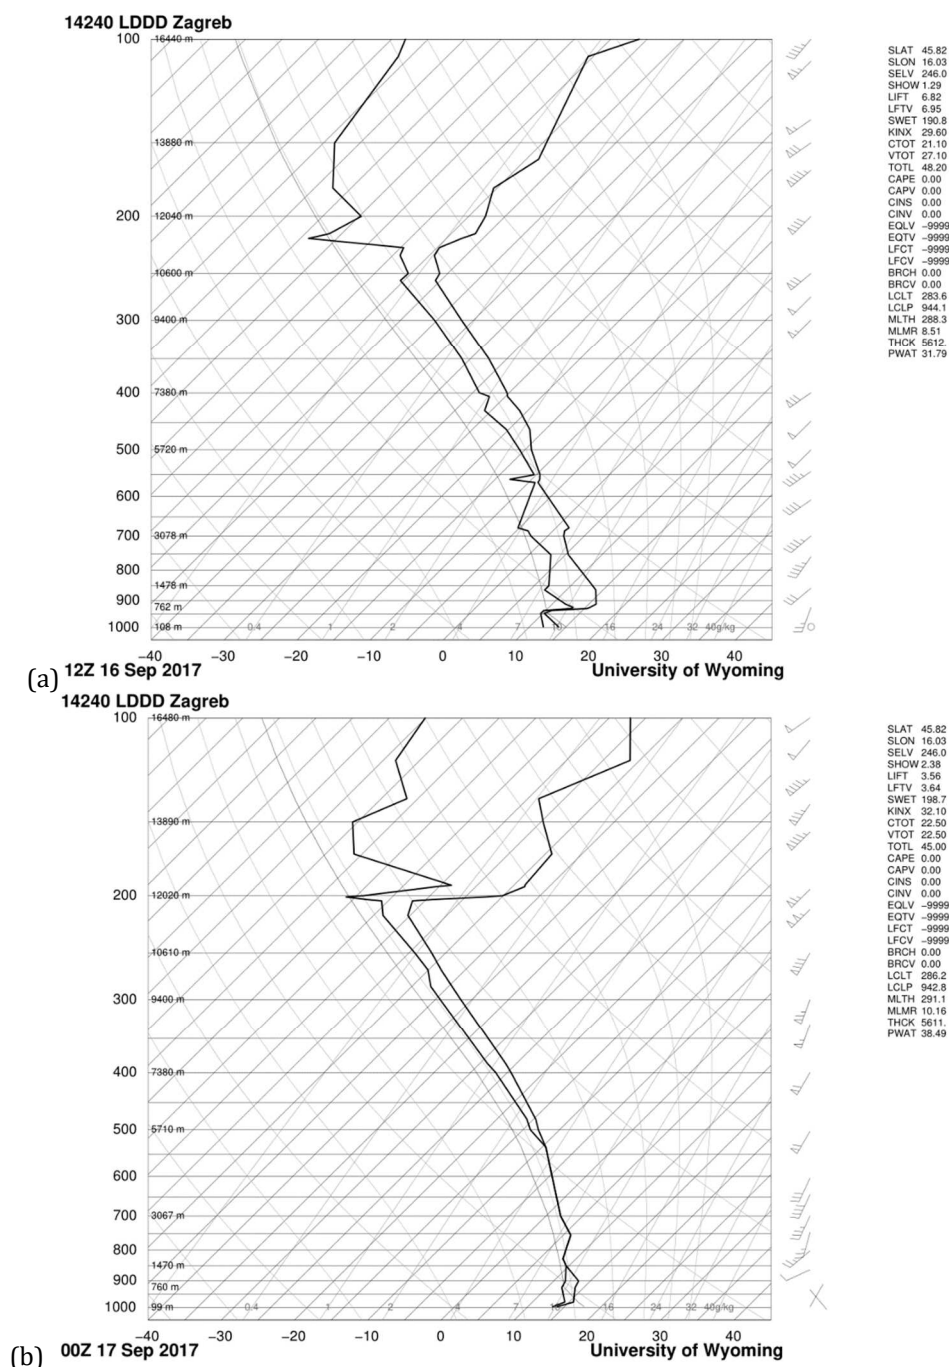 14240 LDDD Zagreb
100 16440 m
13880 m
200 12040 m
10600 m
300 9400 m
400 7380 m
500 5720 m
600
700 3078 m
800
1478 m
900
762 m
1000 108 m 0.4 1 2 4 7 10 16 24 32 40g/kg
−40 −30 −20 −10 0 10 20 30 40
(a) 12Z 16 Sep 2017 University of Wyoming
SLAT 45.82
SLON 16.03
SELV 246.0
SHOW 1.29
LIFT 6.82
LFTV 6.95
SWET 190.8
KINX 29.60
CTOT 21.10
VTOT 27.10
TOTL 48.20
CAPE 0.00
CAPV 0.00
CINS 0.00
CINV 0.00
EQLV −9999
EQTV −9999
LFCT −9999
LFCV −9999
BRCH 0.00
BRCV 0.00
LCLT 283.6
LCLP 944.1
MLTH 288.3
MLMR 8.51
THCK 5612.
PWAT 31.79
14240 LDDD Zagreb
100 16480 m
13890 m
200 12020 m
10610 m
300 9400 m
400 7380 m
500 5710 m
600
700 3067 m
800
1470 m
900
760 m
1000 99 m 0.4 1 2 4 7 10 16 24 32 40g/kg
−40 −30 −20 −10 0 10 20 30 40
(b) 00Z 17 Sep 2017 University of Wyoming
SLAT 45.82
SLON 16.03
SELV 246.0
SHOW 2.38
LIFT 3.56
LFTV 3.64
SWET 198.7
KINX 32.10
CTOT 22.50
VTOT 22.50
TOTL 45.00
CAPE 0.00
CAPV 0.00
CINS 0.00
CINV 0.00
EQLV −9999
EQTV −9999
LFCT −9999
LFCV −9999
BRCH 0.00
BRCV 0.00
LCLT 286.2
LCLP 942.8
MLTH 291.1
MLMR 10.16
THCK 5611.
PWAT 38.49